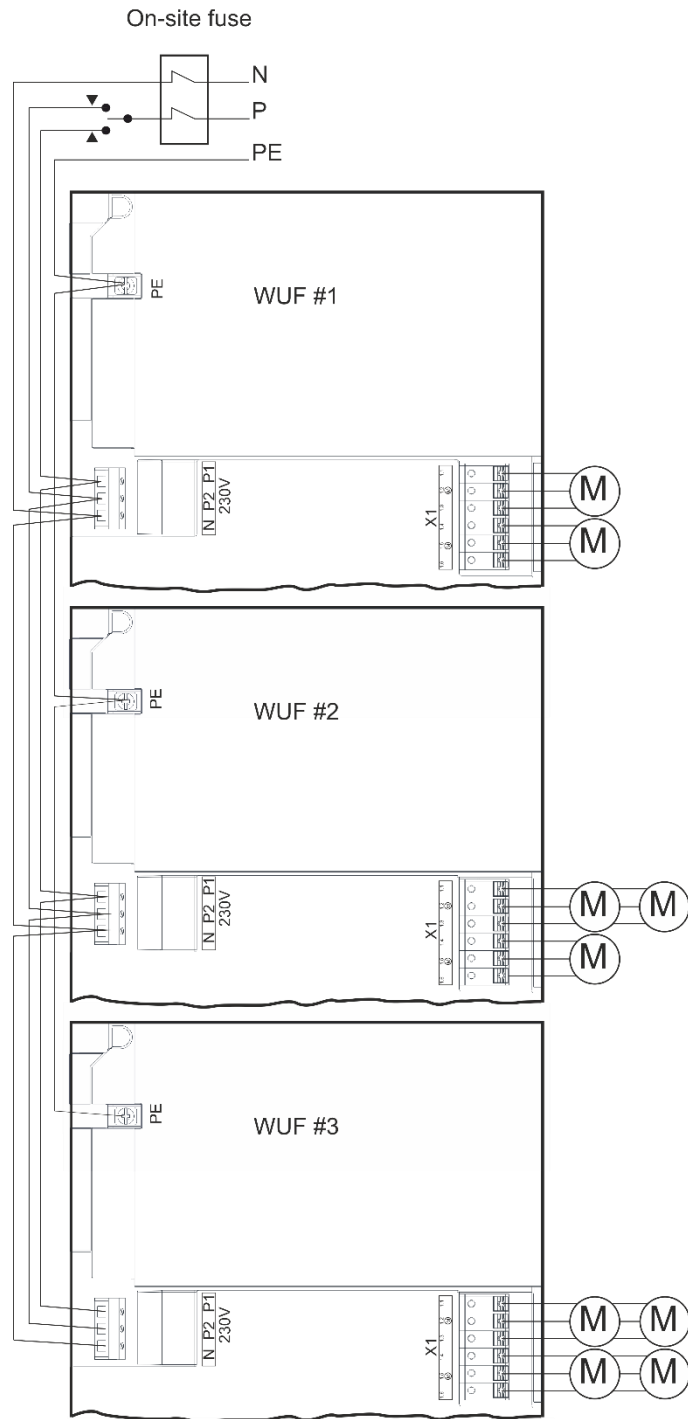 On-site fuse
N
P
PE
PE
WUF #1
N P2 P1
230V
X1
M
M
PE
WUF #2
N P2 P1
230V
X1
M M
M
PE
WUF #3
N P2 P1
230V
X1
M M
M M